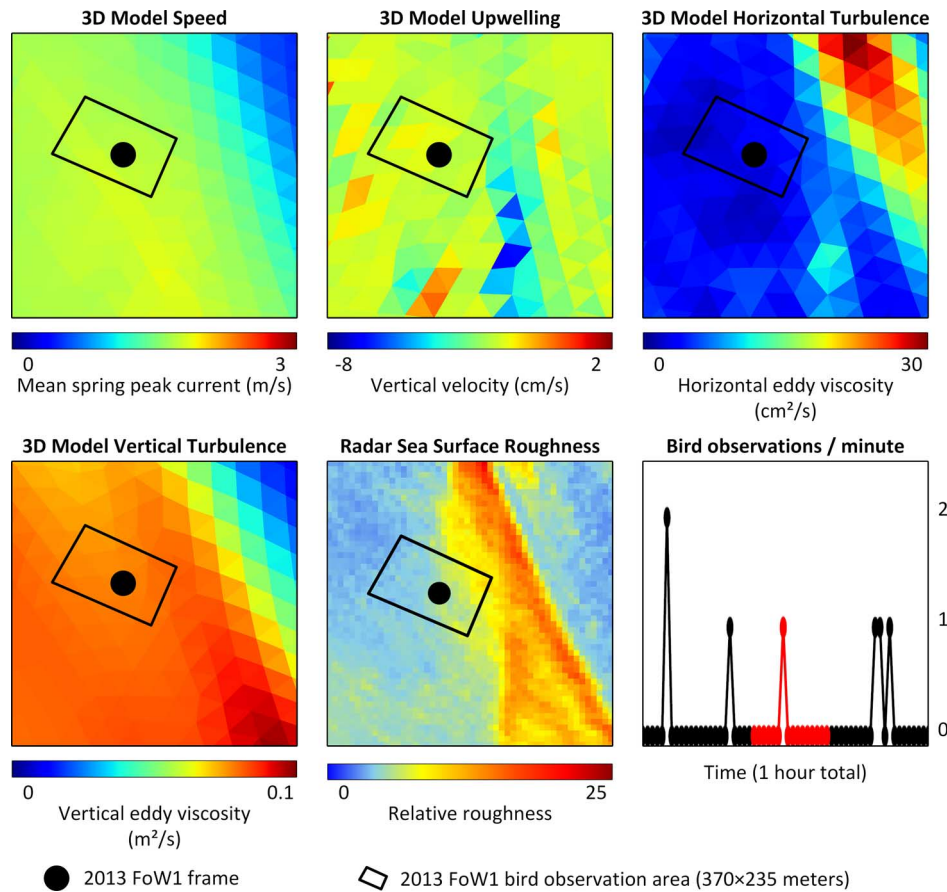 3D Model Speed
3D Model Upwelling
3D Model Horizontal Turbulence
0 3
Mean spring peak current (m/s)
-8 2
Vertical velocity (cm/s)
0 30
Horizontal eddy viscosity
(cm²/s)
3D Model Vertical Turbulence
Radar Sea Surface Roughness
Bird observations / minute
2
1
0
0 0.1
Vertical eddy viscosity
(m²/s)
0 25
Relative roughness
Time (1 hour total)
2013 FoW1 frame
2013 FoW1 bird observation area (370×235 meters)